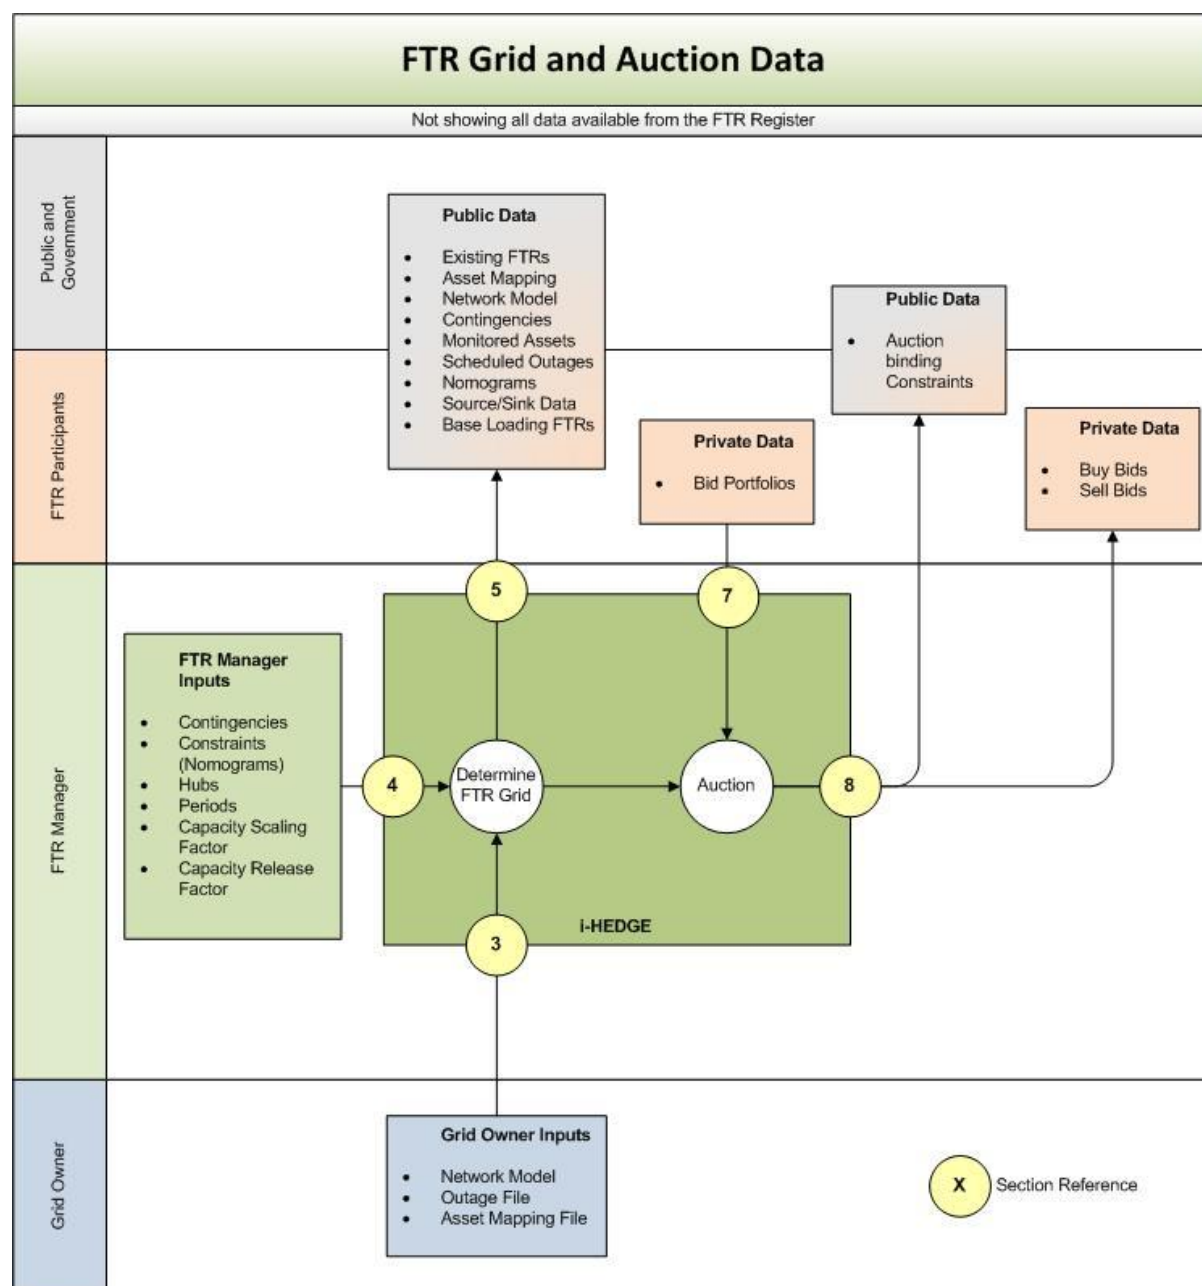 FTR Grid and Auction Data
Not showing all data available from the FTR Register
Public and
Government
Public Data
• Existing FTRs
• Asset Mapping
• Network Model
• Contingencies
• Monitored Assets
• Scheduled Outages
• Nomograms
• Source/Sink Data
• Base Loading FTRs
Public Data
• Auction
binding
Constraints
FTR Participants
Private Data
• Bid Portfolios
Private Data
• Buy Bids
• Sell Bids
FTR Manager
FTR Manager
Inputs
• Contingencies
• Constraints
(Nomograms)
• Hubs
• Periods
• Capacity Scaling
Factor
• Capacity Release
Factor
5
7
4
Determine
FTR Grid
Auction
8
3
i-HEDGE
Grid Owner
Grid Owner Inputs
• Network Model
• Outage File
• Asset Mapping File
X
Section Reference